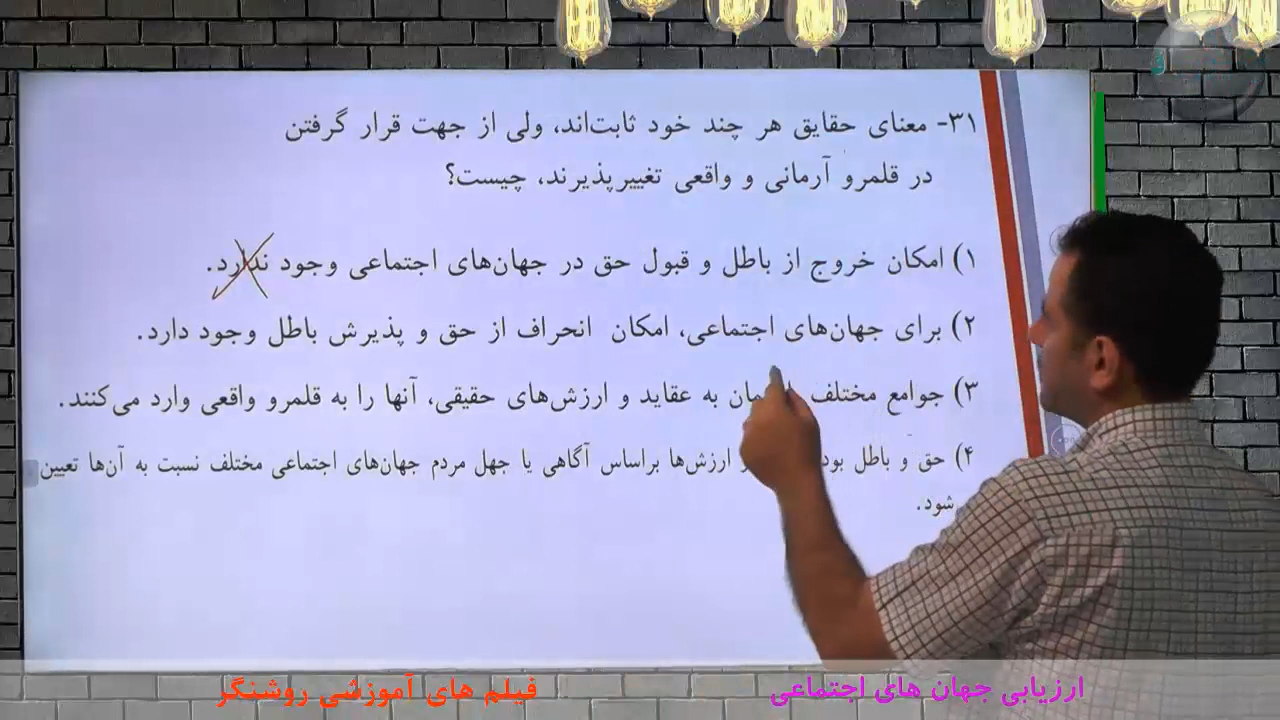 ۳۱- معنای حقایق هر چند خود ثابت‌اند، ولی از جهت قرار گرفتن
در قلمرو آرمانی و واقعی تغییرپذیرند، چیست؟
۱) امکان خروج از باطل و قبول حق در جهان‌های اجتماعی وجود ندارد.
۲) برای جهان‌های اجتماعی، امکان انحراف از حق و پذیرش باطل وجود دارد.
۳) جوامع مختلف به عقاید و ارزش‌های حقیقی، آنها را به قلمرو واقعی وارد می‌کنند.
۴) حق و باطل و ارزش‌ها براساس آگاهی یا جهل مردم جهان‌های اجتماعی مختلف نسبت به آن‌ها تعیین
شود.
ارزیابی جهان های اجتماعی
فیلم های آموزشی روشنگر